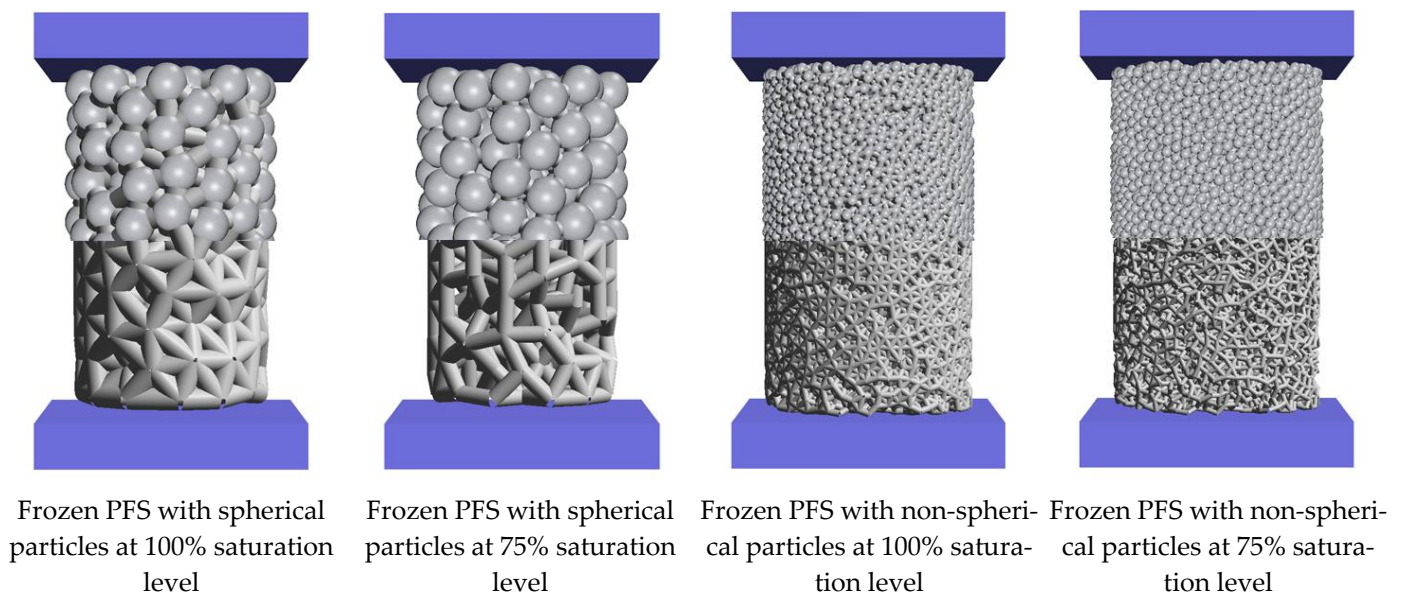 Frozen PFS with spherical
particles at 100% saturation
level
Frozen PFS with spherical
particles at 75% saturation
level
Frozen PFS with non-spheri-
cal particles at 100% satura-
tion level
Frozen PFS with non-spheri-
cal particles at 75% satura-
tion level